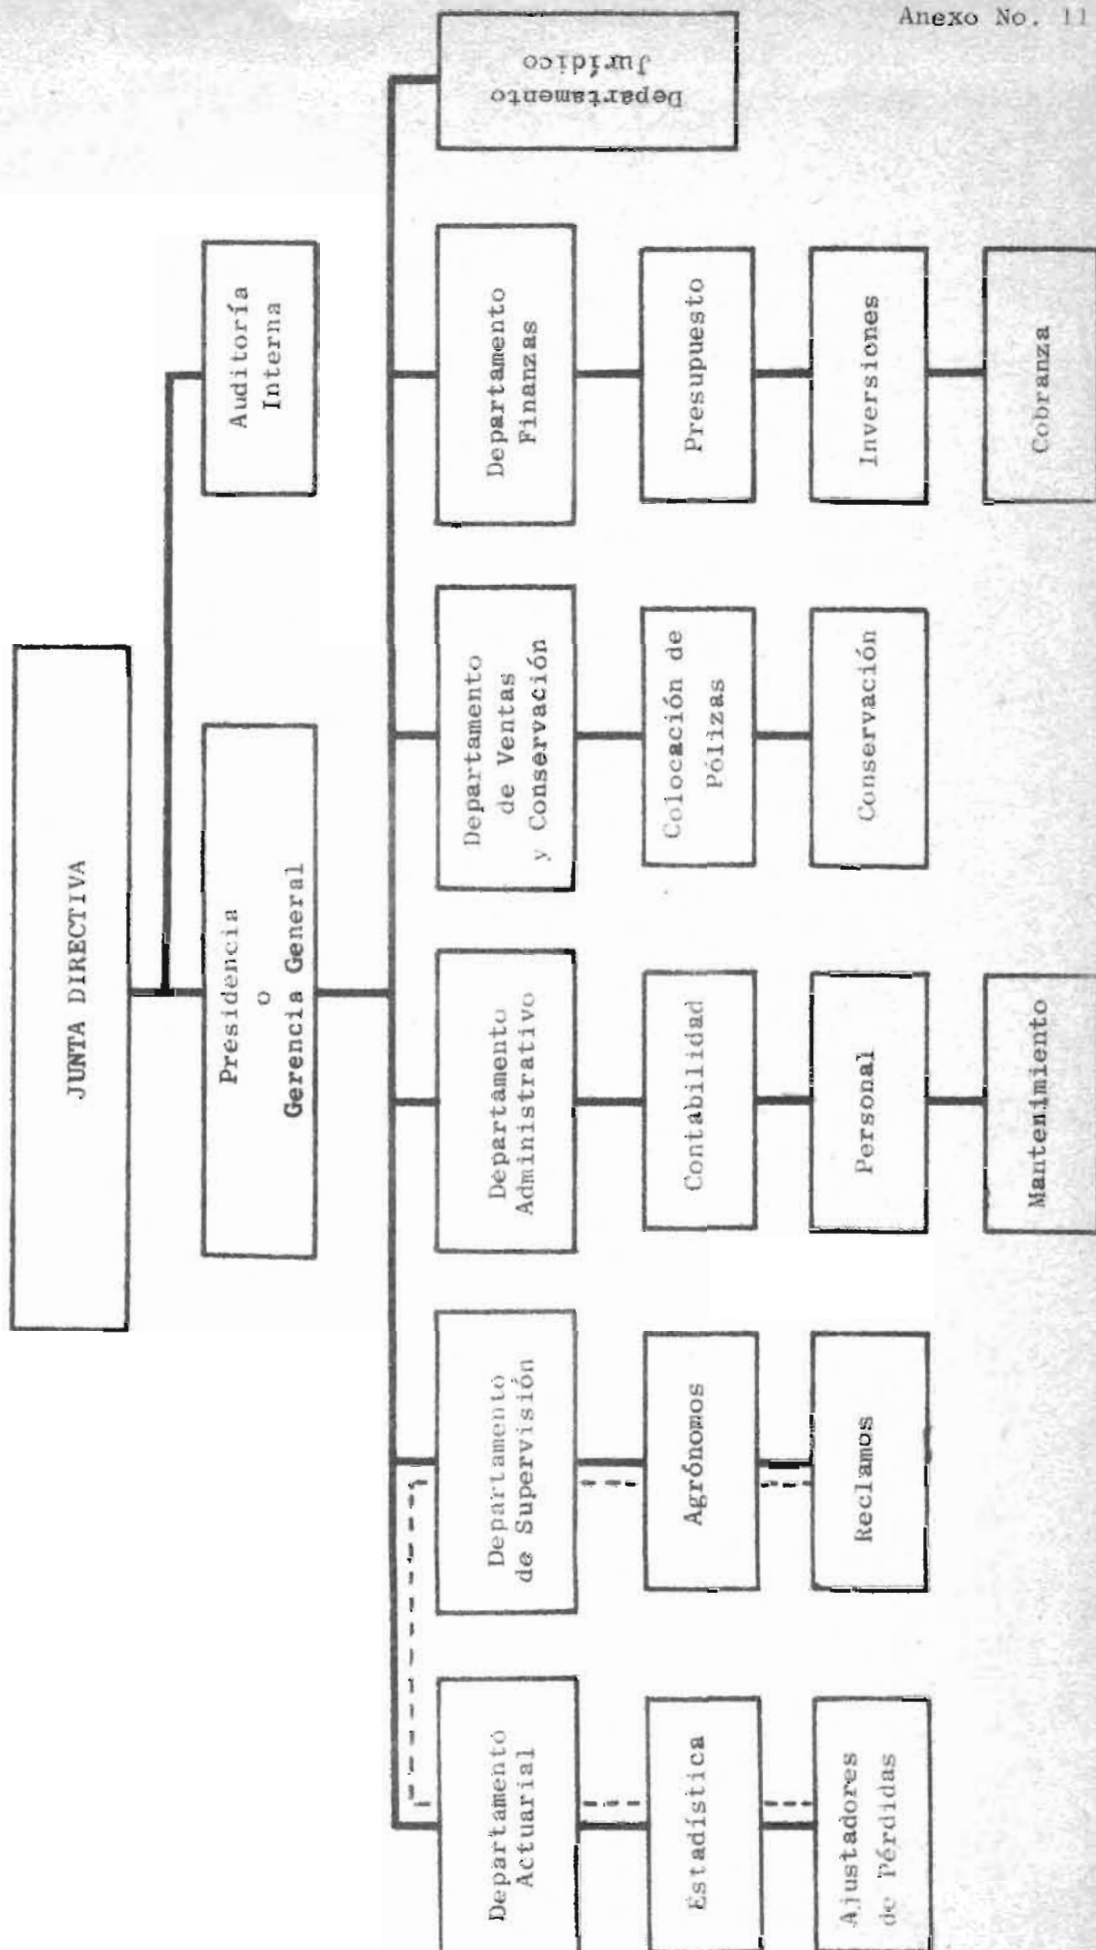 Anexo No. 11
JUNTA DIRECTIVA
Presidencia
o
Gerencia General
Auditoría
Interna
Departamento
Actuarial
Estadística
Ajustadores
de Pérdidas
Departamento
de Supervisión
Agrónomos
Reclamos
Departamento
Administrativo
Contabilidad
Personal
Mantenimiento
Departamento
de Ventas
y Conservación
Colocación de
Pólizas
Conservación
Departamento
Finanzas
Presupuesto
Inversiones
Cobranza
Departamento
Jurídico